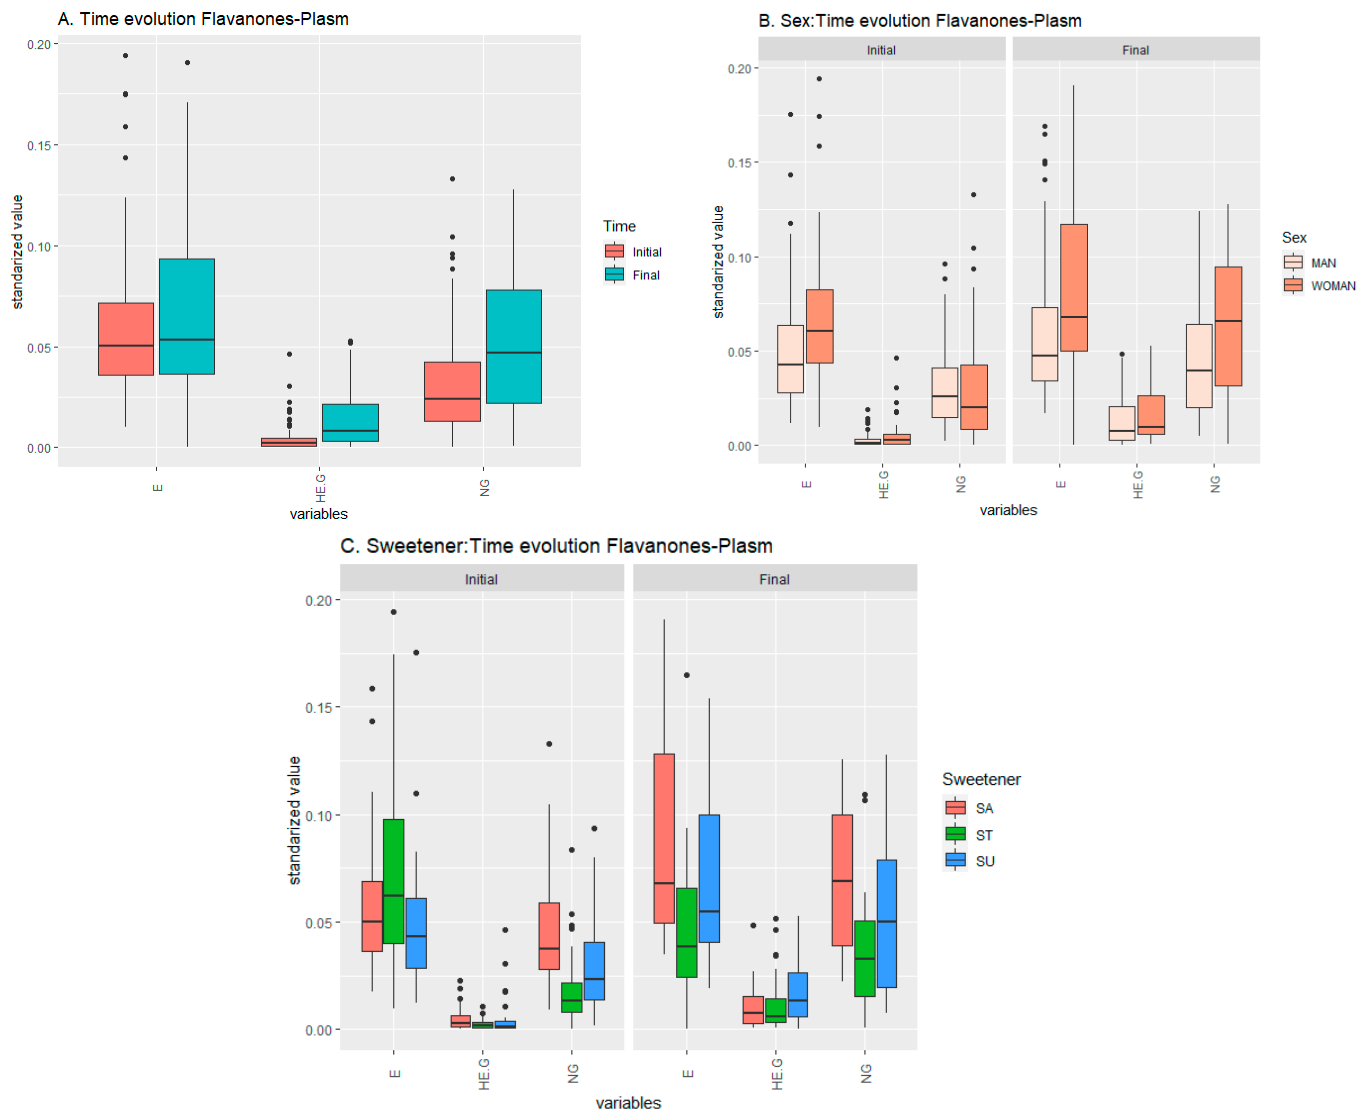 A. Time evolution Flavanones-Plasm
standarized value
0.20
0.15
0.10
0.05
0.00
E
HE.G
NG
variables
Time
Initial
Final
B. Sex:Time evolution Flavanones-Plasm
Initial
Final
standarized value
0.20
0.15
0.10
0.05
0.00
E
HE.G
NG
E
HE.G
NG
variables
Sex
MAN
WOMAN
C. Sweetener:Time evolution Flavanones-Plasm
Initial
Final
standarized value
0.20
0.15
0.10
0.05
0.00
E
HE.G
NG
E
HE.G
NG
variables
Sweetener
SA
ST
SU